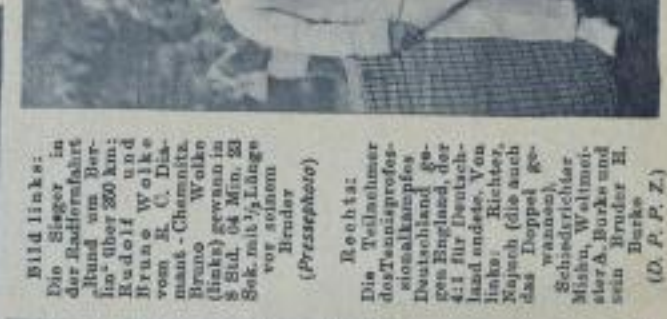 Bild links:
Die Sieger in
der Radfernfahrt
„Rund um Ber-
lin“ über 250 km:
Rudolf und
Bruno Wolke
vom R. C. Dia-
mant-Chemnitz.
Bruno Wolke
(links) gewann in
8 Std. 04 Min. 23
Sek. mit ½ Länge
vor seinem
Bruder
(Pressephoto)
Rechts:
Die Teilnehmer
des Tennisprofes-
sionalkampfes
Deutschland ge-
gen England, der
4:1 für Deutsch-
land endete. Von
links: Richter,
Najuch (die auch
das Doppel ge-
wannen),
Schiedsrichter
Misku, Weltmei-
ster A. Burke und
sein Bruder H.
Burke
(D. P. P. Z.)